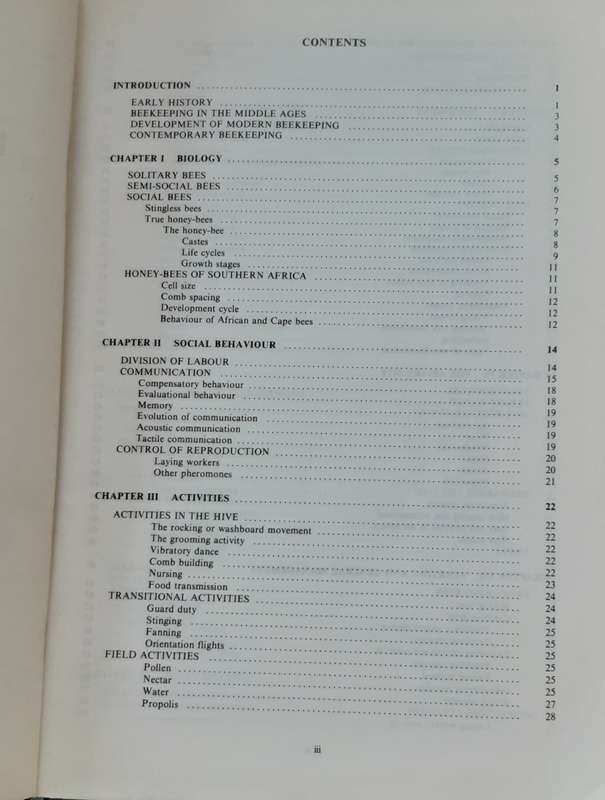 CONTENTS
INTRODUCTION 1
EARLY HISTORY 1
BEEKEEPING IN THE MIDDLE AGES 3
DEVELOPMENT OF MODERN BEEKEEPING 3
CONTEMPORARY BEEKEEPING 4
CHAPTER I BIOLOGY 5
SOLITARY BEES 5
SEMI-SOCIAL BEES 6
SOCIAL BEES 7
Stingless bees 7
True honey-bees 7
The honey-bee 8
Castes 8
Life cycles 9
Growth stages 11
HONEY-BEES OF SOUTHERN AFRICA 11
Cell size 11
Comb spacing 12
Development cycle 12
Behaviour of African and Cape bees 12
CHAPTER II SOCIAL BEHAVIOUR 14
DIVISION OF LABOUR 14
COMMUNICATION 15
Compensatory behaviour 18
Evaluational behaviour 18
Memory 19
Evolution of communication 19
Acoustic communication 19
Tactile communication 19
CONTROL OF REPRODUCTION 20
Laying workers 20
Other pheromones 21
CHAPTER III ACTIVITIES 22
ACTIVITIES IN THE HIVE 22
The rocking or washboard movement 22
The grooming activity 22
Vibratory dance 22
Comb building 22
Nursing 23
Food transmission 24
TRANSITIONAL ACTIVITIES 24
Guard duty 24
Stinging 25
Fanning 25
Orientation flights 25
FIELD ACTIVITIES 25
Pollen 25
Nectar 25
Water 27
Propolis 28
iii